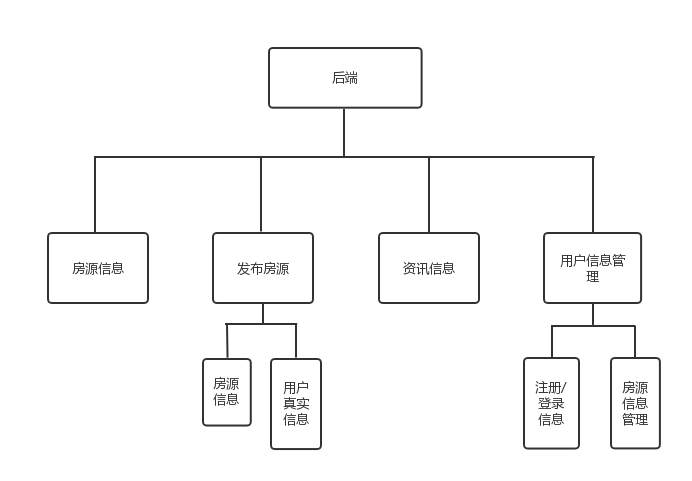 后端
房源信息
发布房源
资讯信息
用户信息管
理
房源
信息
用户
真实
信息
注册/
登录
信息
房源
信息
管理